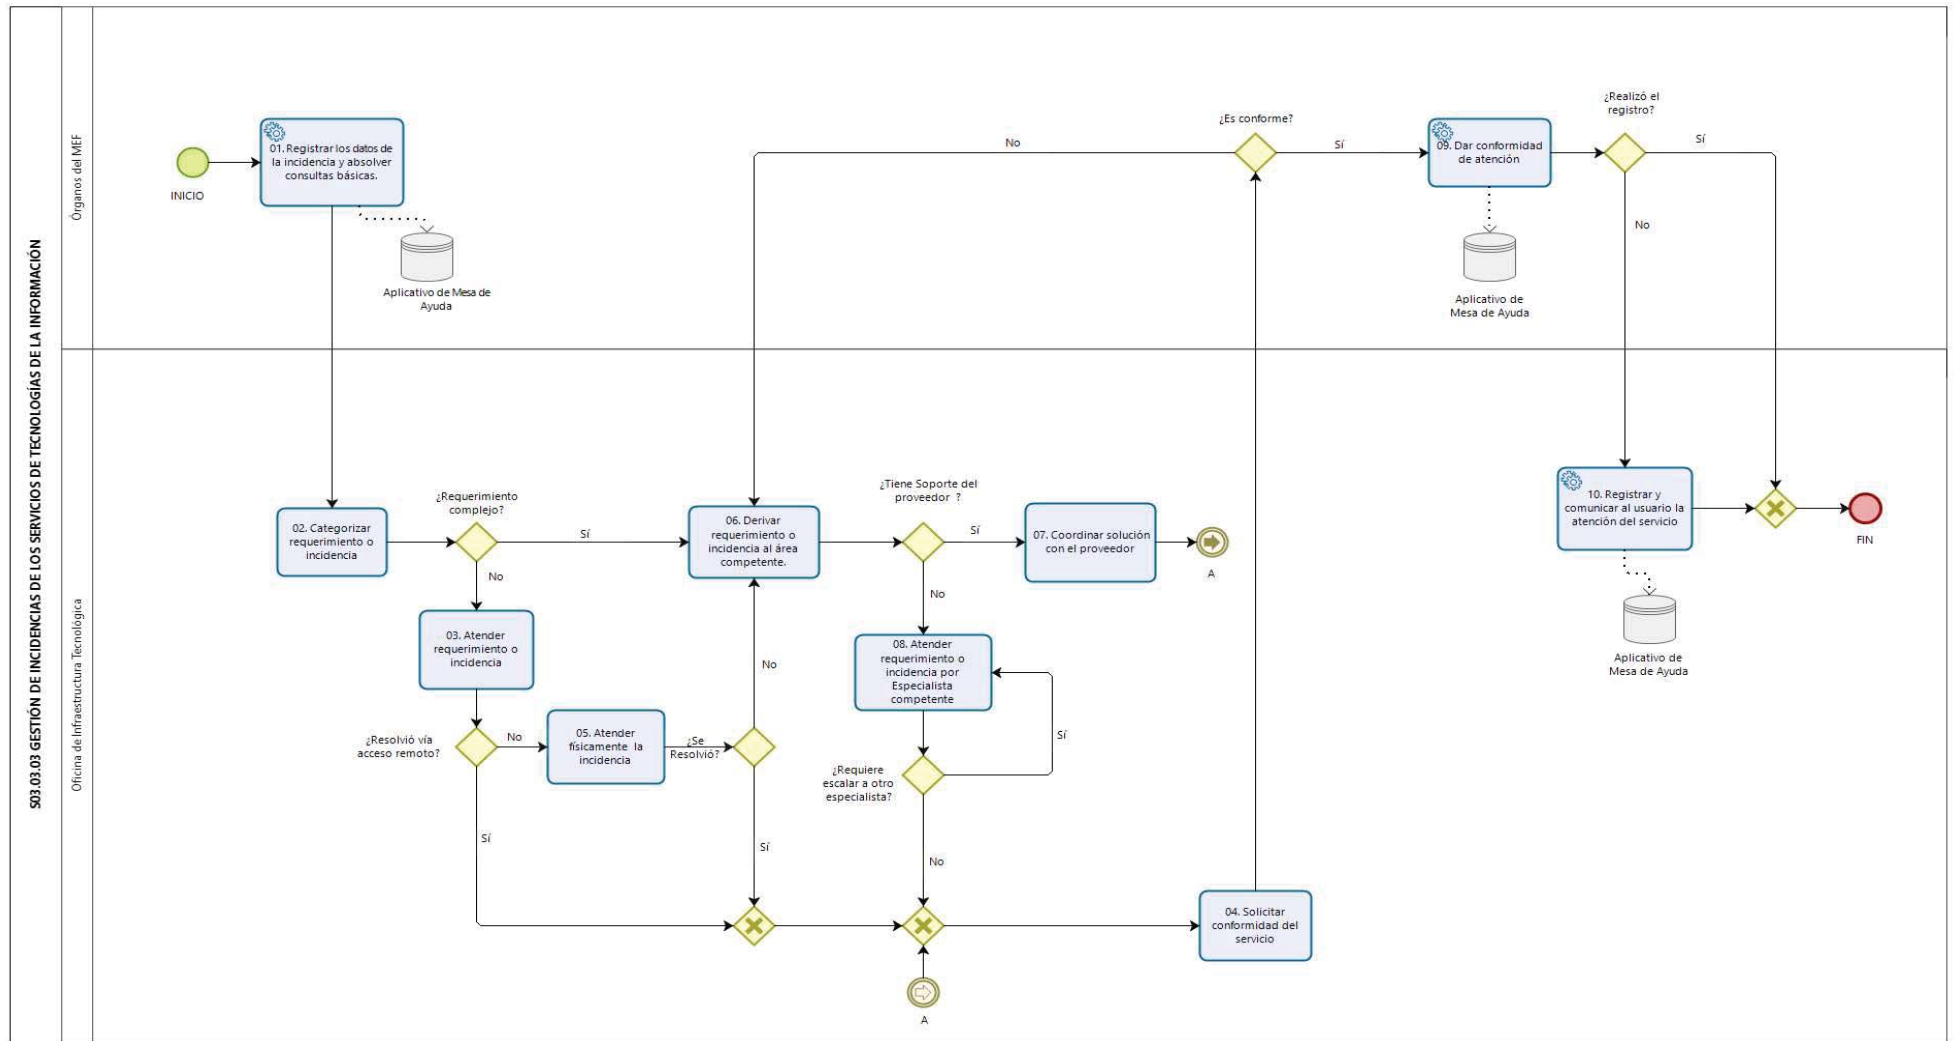 S03.03.03 GESTIÓN DE INCIDENCIAS DE LOS SERVICIOS DE TECNOLOGÍAS DE LA INFORMACIÓN
Órganos del MEF
INICIO
01. Registrar los datos de
la incidencia y absolver
consultas básicas.
Aplicativo de Mesa de
Ayuda
No
¿Es conforme?
Sí
09. Dar conformidad
de atención
Aplicativo de
Mesa de Ayuda
¿Realizó el
registro?
Sí
No
Oficina de Infraestructura Tecnológica
02. Categorizar
requerimiento o
incidencia
¿Requerimiento
complejo?
Sí
No
03. Atender
requerimiento o
incidencia
¿Resolvió vía
acceso remoto?
No
Sí
05. Atender
físicamente la
incidencia
¿Se
Resolvió?
No
Sí
06. Derivar
requerimiento o
incidencia al área
competente.
¿Tiene Soporte del
proveedor ?
Sí
No
07. Coordinar solución
con el proveedor
A
08. Atender
requerimiento o
incidencia por
Especialista
competente
Sí
¿Requiere
escalar a otro
especialista?
No
A
04. Solicitar
conformidad del
servicio
10. Registrar y
comunicar al usuario la
atención del servicio
Aplicativo de
Mesa de Ayuda
FIN